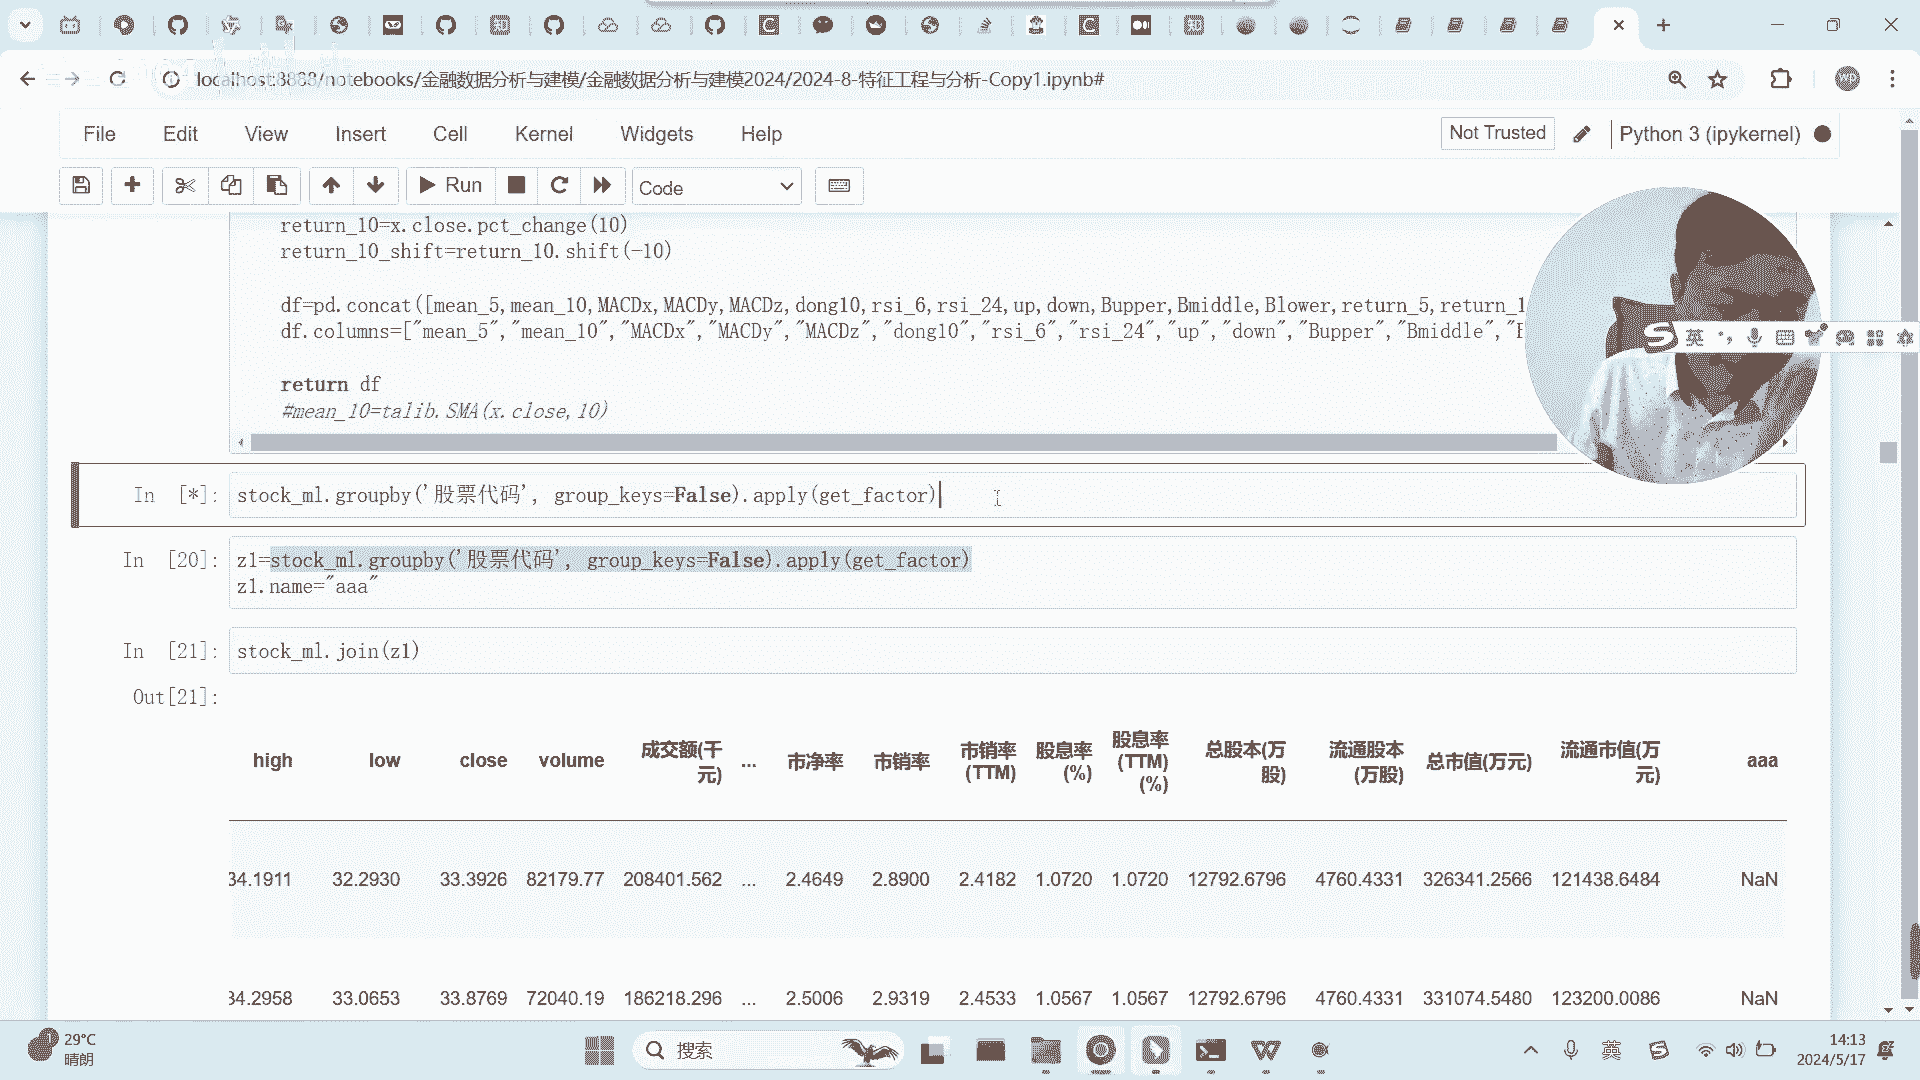 localhost:8888/notebooks/金融数据分析与建模/金融数据分析与建模2024/2024-8-特征工程与分析-Copy1.ipynb#
wp
File Edit View Insert Cell Kernel Widgets Help
Not Trusted
Python 3 (ipykernel)
Run
Code
return_10=x.close.pct_change(10)
return_10_shift=return_10.shift(-10)
df=pd.concat([mean_5,mean_10,MACDx,MACDy,MACDz,dong10,rsi_6,rsi_24,up,down,Bupper,Bmiddle,Blower,return_5,return_1
df.columns=["mean_5","mean_10","MACDx","MACDy","MACDz","dong10","rsi_6","rsi_24","up","down","Bupper","Bmiddle","B
英
return df
#mean_10=talib.SMA(x.close,10)
In [*]: stock_ml.groupby('股票代码', group_keys=False).apply(get_factor)
In [20]: z1=stock_ml.groupby('股票代码', group_keys=False).apply(get_factor)
z1.name="aaa"
In [21]: stock_ml.join(z1)
Out[21]:
high low close volume 成交额(千元) ... 市净率 市销率 市销率(TTM) 股息率(%) 股息率(TTM)(%) 总股本(万股) 流通股本(万股) 总市值(万元) 流通市值(万元) aaa
34.1911 32.2930 33.3926 82179.77 208401.562 ... 2.4649 2.8900 2.4182 1.0720 1.0720 12792.6796 4760.4331 326341.2566 121438.6484 NaN
34.2958 33.0653 33.8769 72040.19 186218.296 ... 2.5006 2.9319 2.4533 1.0567 1.0567 12792.6796 4760.4331 331074.5480 123200.0086 NaN
29°C
晴朗
搜索
英
14:13
2024/5/17